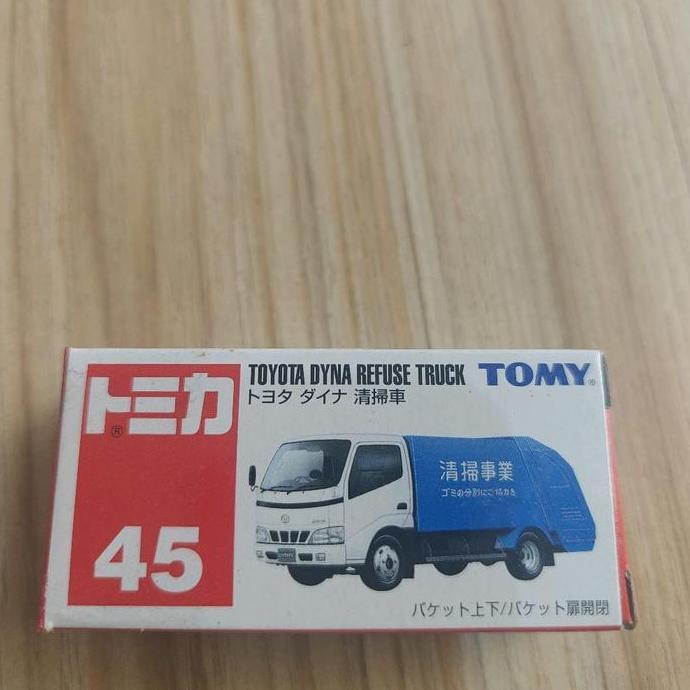 トミカ®
45
TOYOTA DYNA REFUSE TRUCK
トヨタ ダイナ 清掃車
TOMY®
清掃事業
ゴミの分別にご協力を
バケット上下/バケット扉開閉